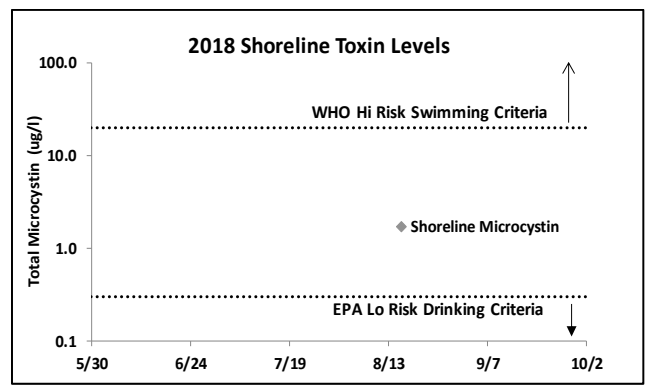 2018 Shoreline Toxin Levels
Total Microcystin (ug/l)
100.0
WHO Hi Risk Swimming Criteria
10.0
Shoreline Microcystin
1.0
EPA Lo Risk Drinking Criteria
0.1
5/30 6/24 7/19 8/13 9/7 10/2